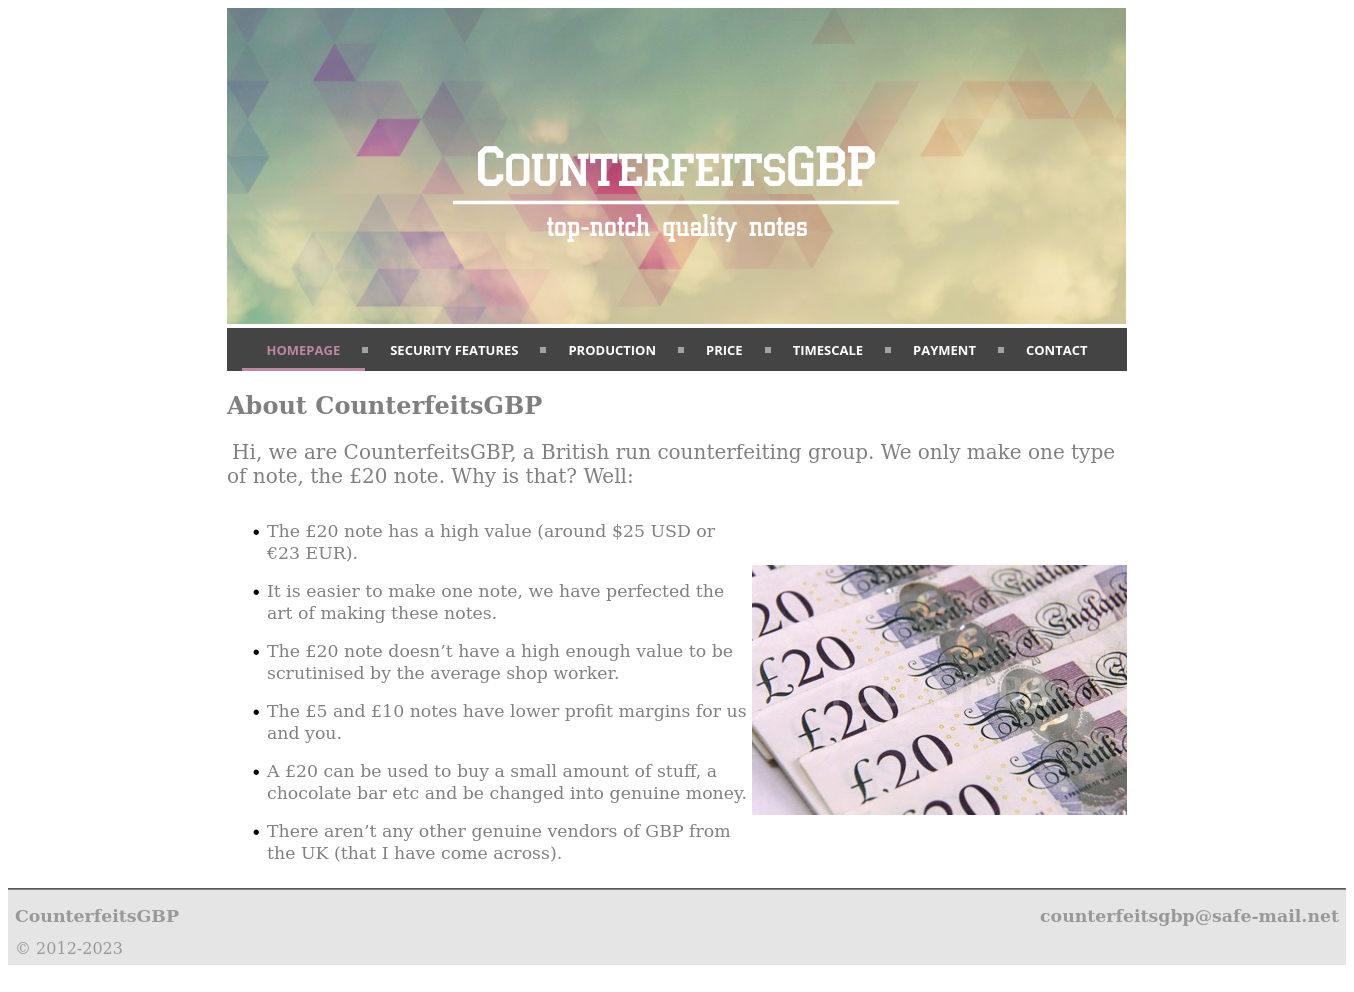 CounterfeitsGBP
top-notch quality notes
HOMEPAGE SECURITY FEATURES PRODUCTION PRICE TIMESCALE PAYMENT CONTACT
About CounterfeitsGBP
Hi, we are CounterfeitsGBP, a British run counterfeiting group. We only make one type
of note, the £20 note. Why is that? Well:
• The £20 note has a high value (around $25 USD or
€23 EUR).
• It is easier to make one note, we have perfected the
art of making these notes.
• The £20 note doesn’t have a high enough value to be
scrutinised by the average shop worker.
• The £5 and £10 notes have lower profit margins for us
and you.
• A £20 can be used to buy a small amount of stuff, a
chocolate bar etc and be changed into genuine money.
• There aren’t any other genuine vendors of GBP from
the UK (that I have come across).
20
£20
£20
£20
£20
Bank of England
Bank of England
Bank of
Bank of E
Bank
CounterfeitsGBP
counterfeitsgbp@safe-mail.net
© 2012-2023